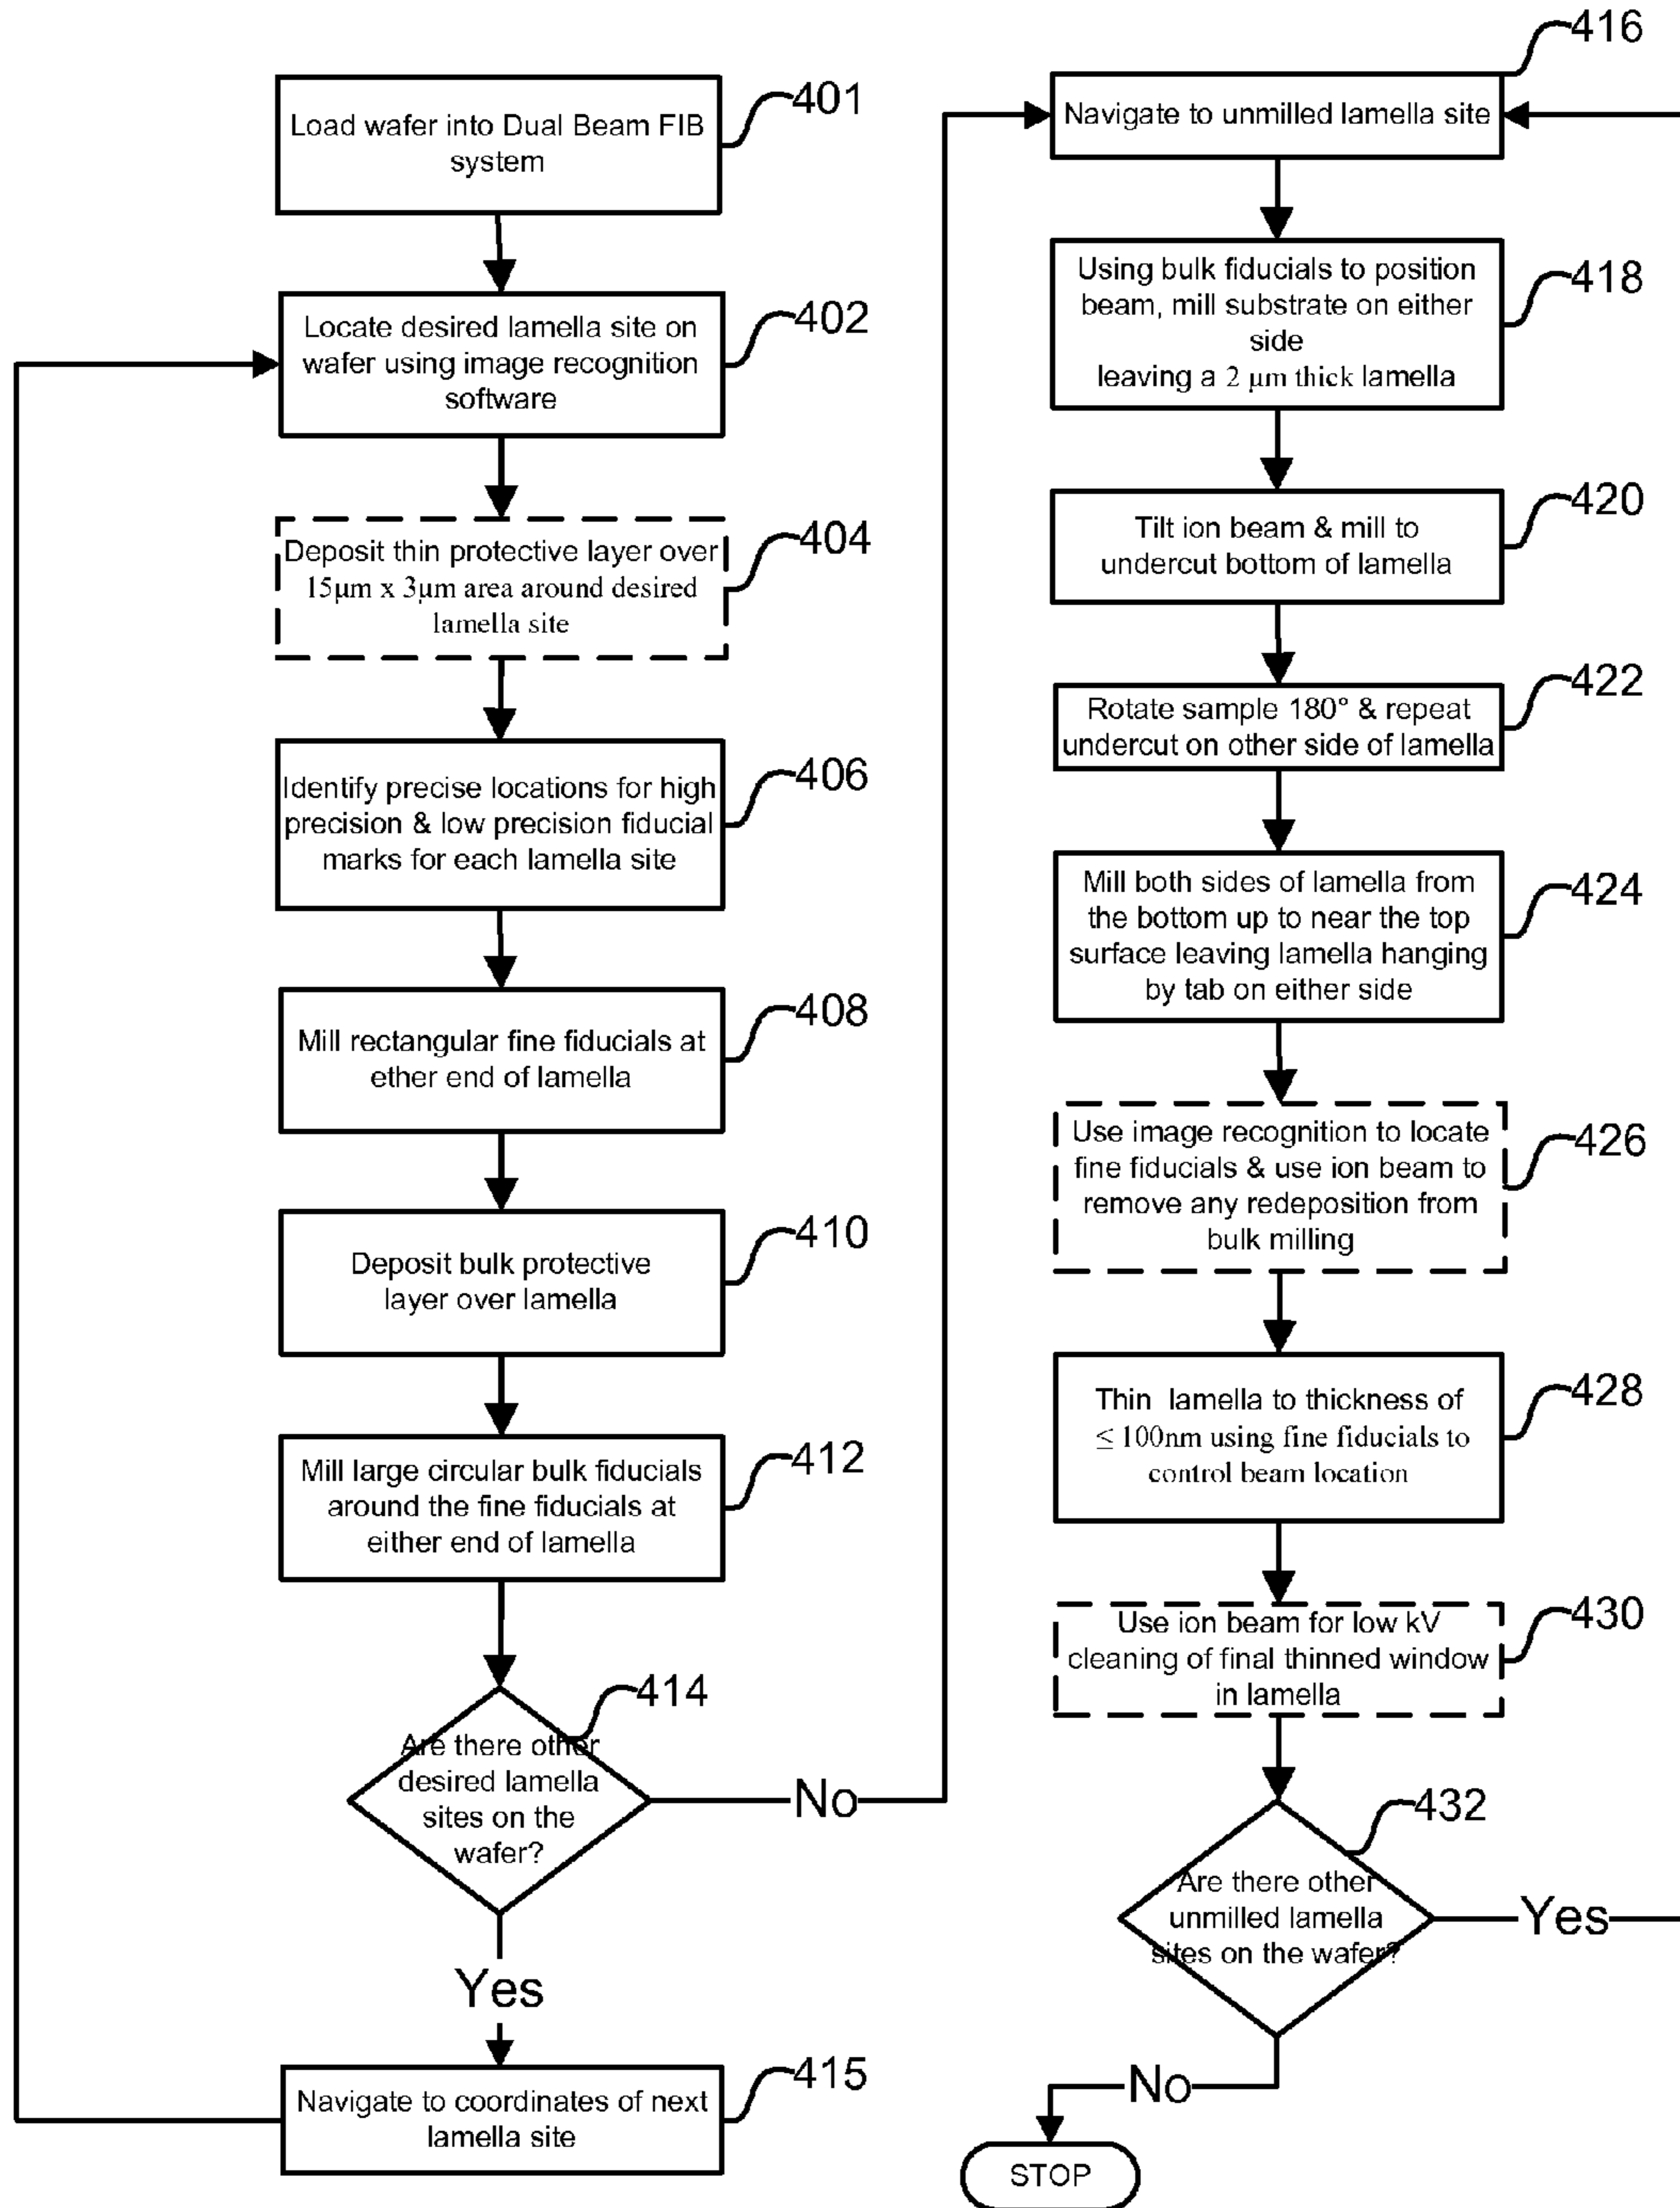 401
Load wafer into Dual Beam FIB
system
402
Locate desired lamella site on
wafer using image recognition
software
404
Deposit thin protective layer over
15μm x 3μm area around desired
lamella site
406
Identify precise locations for high
precision & low precision fiducial
marks for each lamella site
408
Mill rectangular fine fiducials at
ether end of lamella
410
Deposit bulk protective
layer over lamella
412
Mill large circular bulk fiducials
around the fine fiducials at
either end of lamella
414
Are there other
desired lamella
sites on the
wafer?
No
Yes
415
Navigate to coordinates of next
lamella site
416
Navigate to unmilled lamella site
418
Using bulk fiducials to position
beam, mill substrate on either
side
leaving a 2 μm thick lamella
420
Tilt ion beam & mill to
undercut bottom of lamella
422
Rotate sample 180° & repeat
undercut on other side of lamella
424
Mill both sides of lamella from
the bottom up to near the top
surface leaving lamella hanging
by tab on either side
426
Use image recognition to locate
fine fiducials & use ion beam to
remove any redeposition from
bulk milling
428
Thin lamella to thickness of
≤ 100nm using fine fiducials to
control beam location
430
Use ion beam for low kV
cleaning of final thinned window
in lamella
432
Are there other
unmilled lamella
sites on the wafer?
Yes
No
STOP